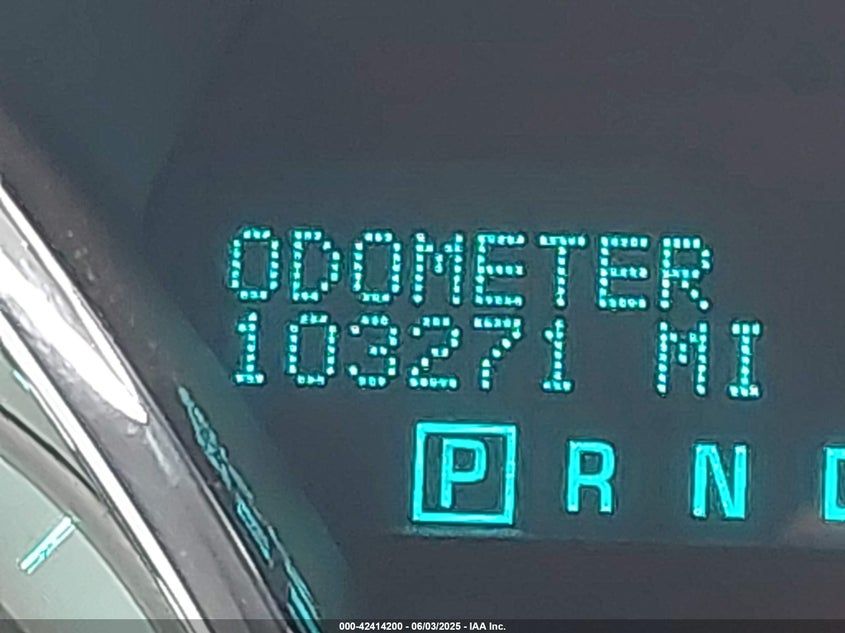 ODOMETER
103271 MI
P R N D
000-42414200 - 06/03/2025 - IAA Inc.